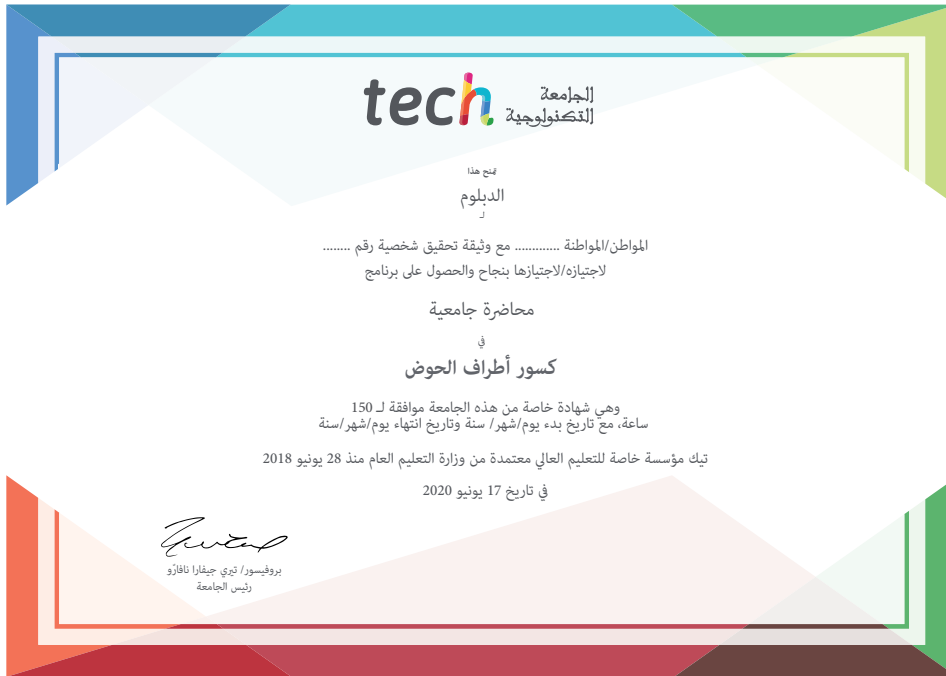 tech الجامعة
التكنولوجية
يمنح هذا
الدبلوم
لـ
المواطن/المواطنة ............ مع وثيقة تحقيق شخصية رقم ........
لاجتيازه/لاجتيازها بنجاح والحصول على برنامج
محاضرة جامعية
في
كسور أطراف الحوض
وهي شهادة خاصة من هذه الجامعة موافقة لـ 150
ساعة، مع تاريخ بدء يوم/شهر/ سنة وتاريخ انتهاء يوم/شهر/سنة
تيك مؤسسة خاصة للتعليم العالي معتمدة من وزارة التعليم العام منذ 28 يونيو 2018
في تاريخ 17 يونيو 2020
بروفيسور/ تيري جيفارا نافارو
رئيس الجامعة